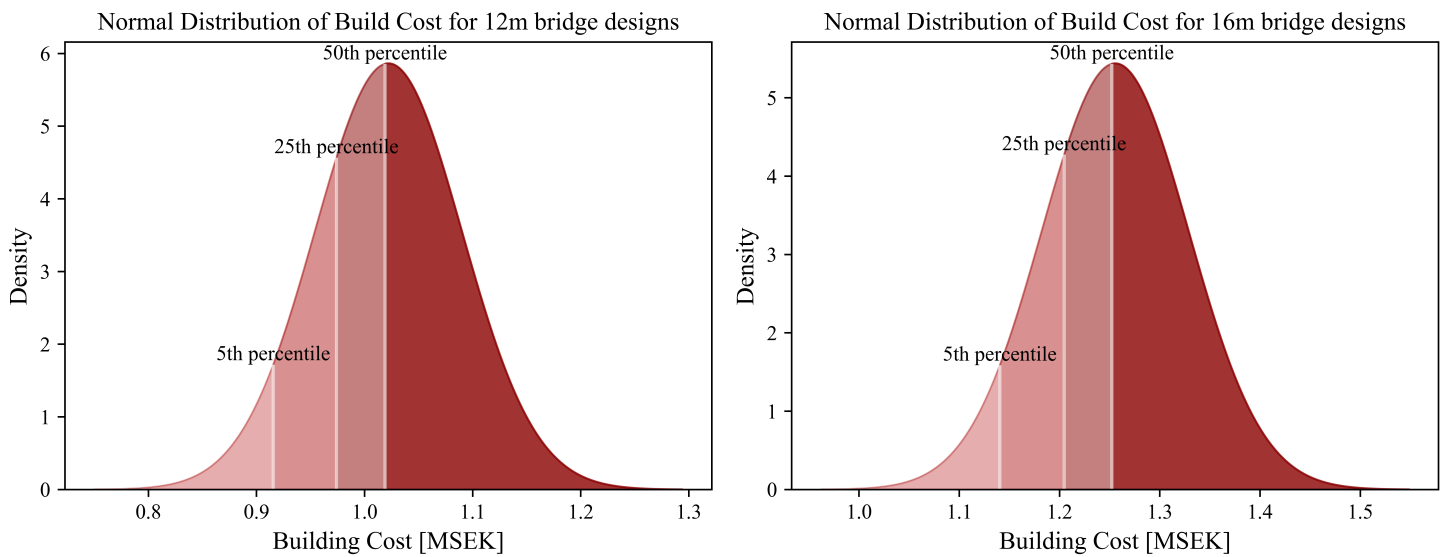 Normal Distribution of Build Cost for 12m bridge designs
50th percentile
25th percentile
5th percentile
Density
6
5
4
3
2
1
0
0.8 0.9 1.0 1.1 1.2 1.3
Building Cost [MSEK]
Normal Distribution of Build Cost for 16m bridge designs
50th percentile
25th percentile
5th percentile
Density
5
4
3
2
1
0
1.0 1.1 1.2 1.3 1.4 1.5
Building Cost [MSEK]